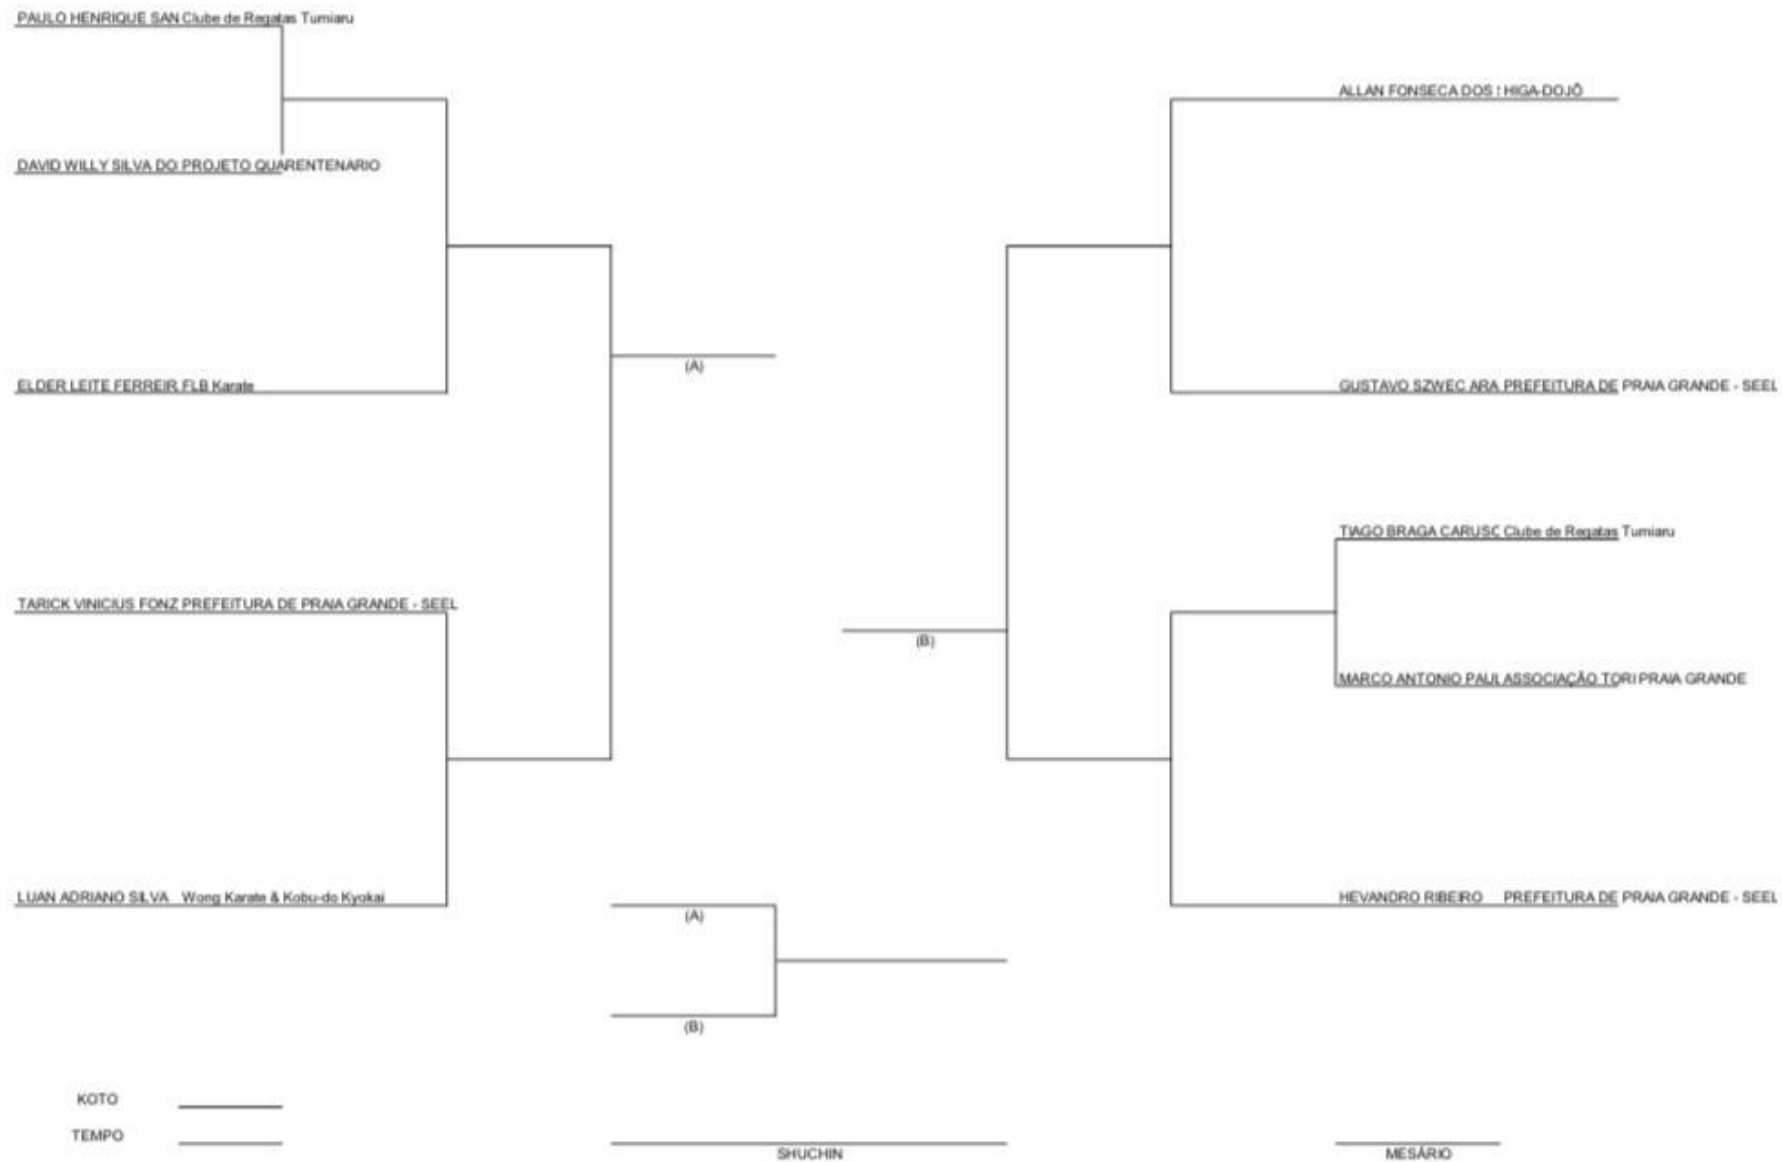 PAULO HENRIQUE SAN Clube de Regatas Tumiaru
DAVID WILLY SILVA DO PROJETO QUARENTENARIO
ELDER LEITE FERREIR FLB Karate
TARICK VINICIUS FONZ PREFEITURA DE PRAIA GRANDE - SEEL
LUAN ADRIANO SILVA Wong Karate & Kobu-do Kyokai
(A)
(B)
ALLAN FONSECA DOS HIGA-DOJÔ
GUSTAVO SZWEC ARA PREFEITURA DE PRAIA GRANDE - SEEL
TIAGO BRAGA CARUSO Clube de Regatas Tumiaru
MARCO ANTONIO PAUL ASSOCIAÇÃO TORI PRAIA GRANDE
HEVANDRO RIBEIRO PREFEITURA DE PRAIA GRANDE - SEEL
(A)
(B)
KOTO
TEMPO
SHUCHIN
MESÁRIO